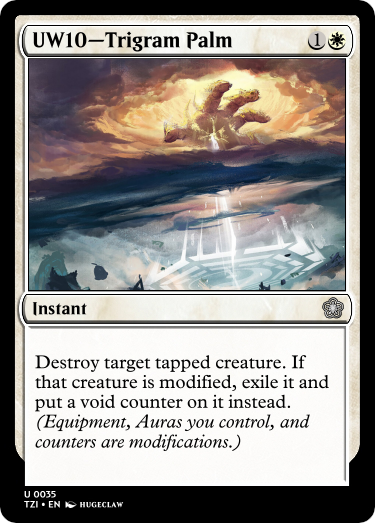 UW10—Trigram Palm 1
Instant
Destroy target tapped creature. If
that creature is modified, exile it and
put a void counter on it instead.
(Equipment, Auras you control, and
counters are modifications.)
U 0035
TZI • EN HUGECLAW